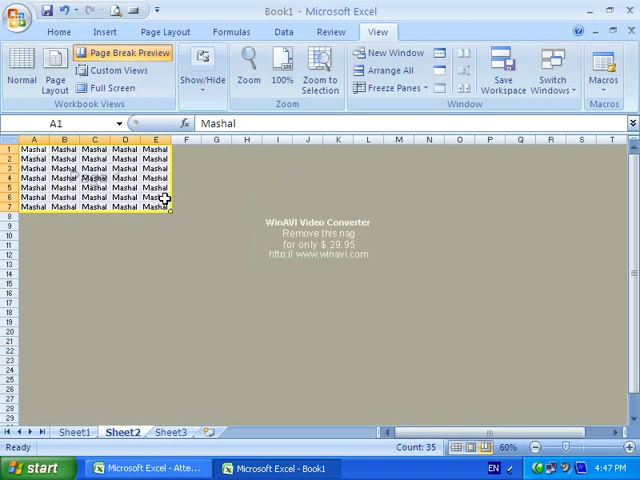 Book1 - Microsoft Excel
Home Insert Page Layout Formulas Data Review View
Normal Page Layout Page Break Preview Custom Views Full Screen Show/Hide Zoom 100% Zoom to Selection New Window Arrange All Freeze Panes Save Workspace Switch Windows Macros
Workbook Views Zoom Window Macros
A1 fx Mashal
A B C D E F G H I J K L M N O P Q R S T
1 Mashal Mashal Mashal Mashal Mashal
2 Mashal Mashal Mashal Mashal Mashal
3 Mashal Mashal Mashal Mashal Mashal
4 Mashal Mashal Mashal Mashal Mashal
5 Mashal Mashal Mashal Mashal Mashal
6 Mashal Mashal Mashal Mashal Mashal
7 Mashal Mashal Mashal Mashal Mashal
8
9
10
11
12
13
14
15
16
17
18
19
20
21
22
23
24
25
26
27
28
29
WinAVI Video Converter
Remove this nag
for only $ 29.95
http:// www.winavi.com
Sheet1 Sheet2 Sheet3
Ready Count: 35 60%
start Microsoft Excel - Atte... Microsoft Excel - Book1 EN 4:47 PM